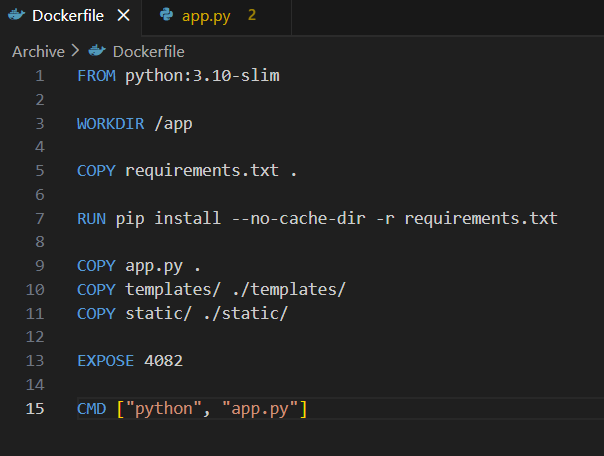 Dockerfile × app.py 2
Archive > Dockerfile
1 FROM python:3.10-slim
2
3 WORKDIR /app
4
5 COPY requirements.txt .
6
7 RUN pip install --no-cache-dir -r requirements.txt
8
9 COPY app.py .
10 COPY templates/ ./templates/
11 COPY static/ ./static/
12
13 EXPOSE 4082
14
15 CMD ["python", "app.py"]